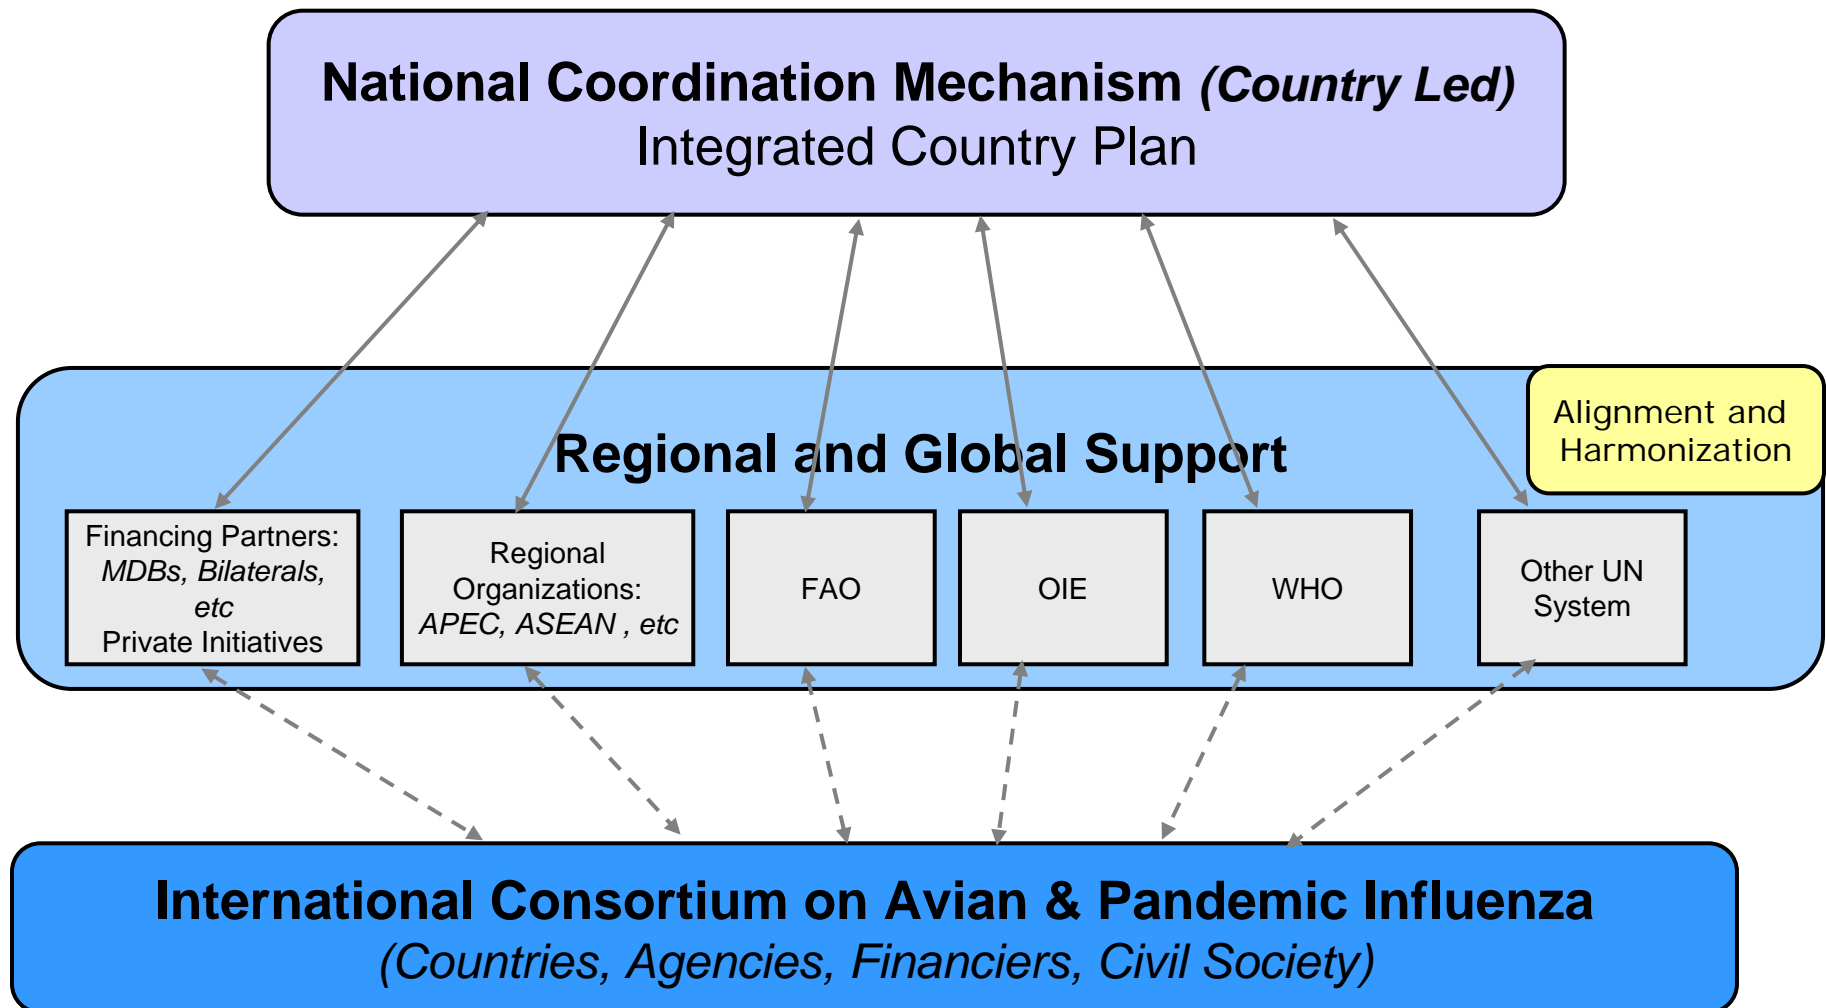 National Coordination Mechanism (Country Led)
Integrated Country Plan
Alignment and
Harmonization
Regional and Global Support
Financing Partners:
MDBs, Bilaterals,
etc
Private Initiatives
Regional
Organizations:
APEC, ASEAN , etc
FAO
OIE
WHO
Other UN
System
International Consortium on Avian & Pandemic Influenza
(Countries, Agencies, Financiers, Civil Society)